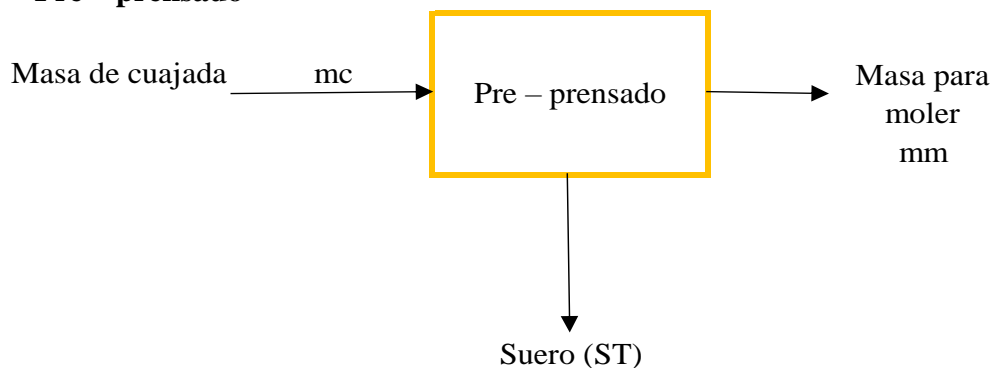 Pre – prensado
Masa de cuajada
mc
Pre – prensado
Masa para
moler
mm
Suero (ST)